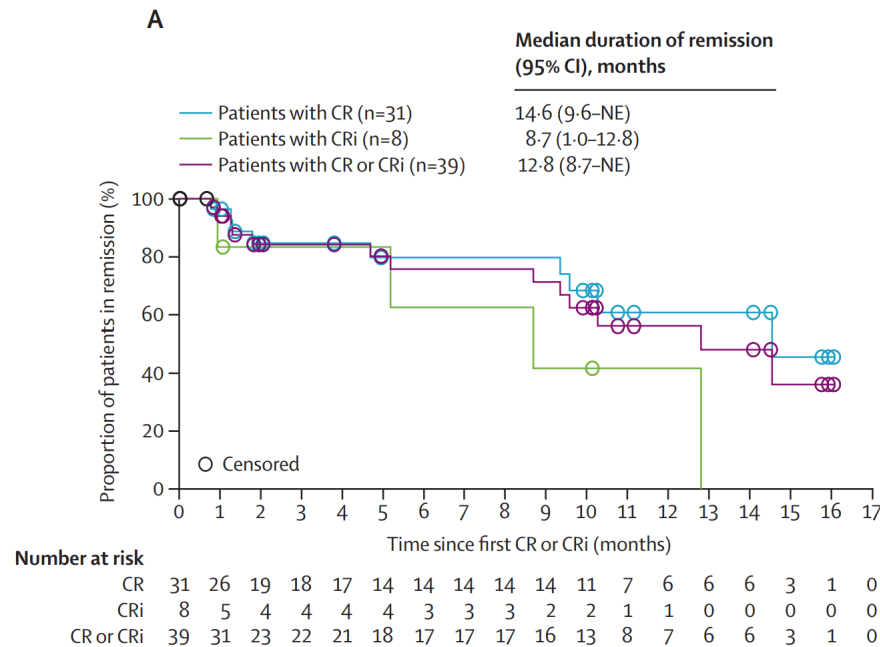 A
Median duration of remission
(95% CI), months
Patients with CR (n=31) 14·6 (9·6–NE)
Patients with CRi (n=8) 8·7 (1·0–12·8)
Patients with CR or CRi (n=39) 12·8 (8·7–NE)
Proportion of patients in remission (%)
100
80
60
40
20
0
Censored
0 1 2 3 4 5 6 7 8 9 10 11 12 13 14 15 16 17
Time since first CR or CRi (months)
Number at risk
CR 31 26 19 18 17 14 14 14 14 14 11 7 6 6 6 3 1 0
CRi 8 5 4 4 4 4 3 3 3 2 2 1 1 0 0 0 0 0
CR or CRi 39 31 23 22 21 18 17 17 17 16 13 8 7 6 6 3 1 0